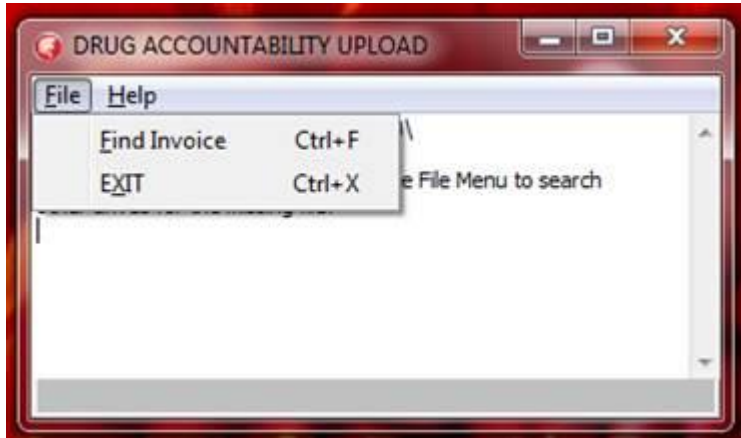 DRUG ACCOUNTABILITY UPLOAD
File Help
Find Invoice Ctrl+F
EXIT Ctrl+X
\
e File Menu to search